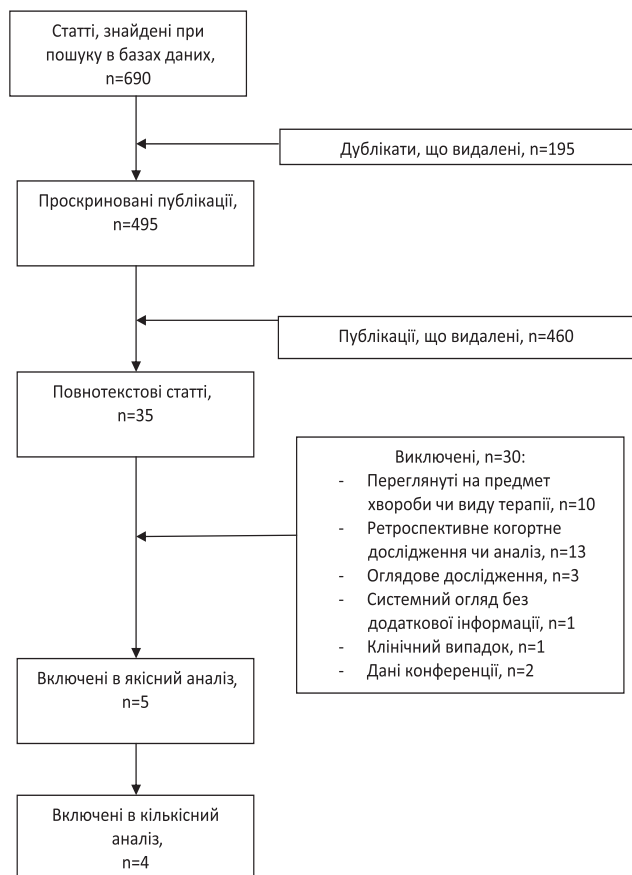 Статті, знайдені при
пошуку в базах даних,
n=690
Дублікати, що видалені, n=195
Проскриновані публікації,
n=495
Публікації, що видалені, n=460
Повнотекстові статті,
n=35
Виключені, n=30:
- Переглянуті на предмет
хвороби чи виду терапії, n=10
- Ретроспективне когортне
дослідження чи аналіз, n=13
- Оглядове дослідження, n=3
- Системний огляд без
додаткової інформації, n=1
- Клінічний випадок, n=1
- Дані конференції, n=2
Включені в якісний аналіз,
n=5
Включені в кількісний
аналіз,
n=4